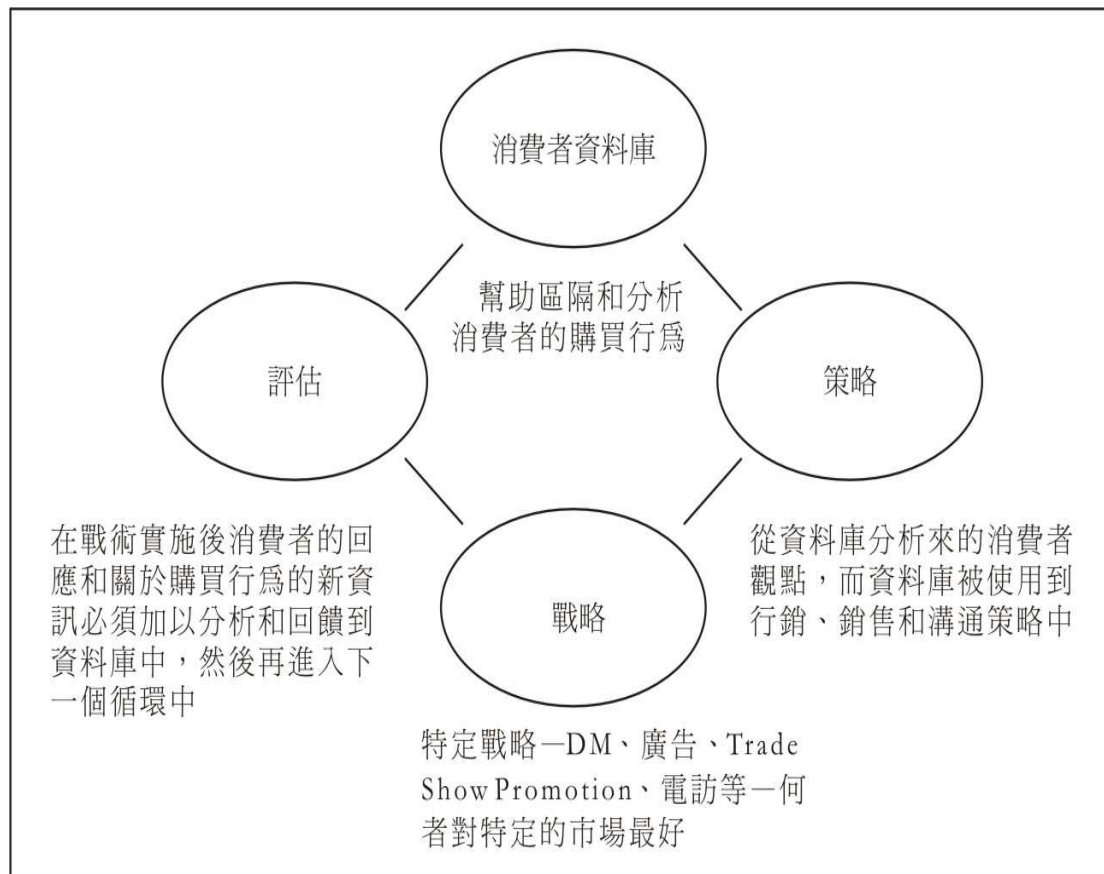 消費者資料庫
幫助區隔和分析
消費者的購買行爲
評估
策略
在戰術實施後消費者的回
應和關於購買行爲的新資
訊必須加以分析和回饋到
資料庫中，然後再進入下
一個循環中
戰略
從資料庫分析來的消費者
觀點，而資料庫被使用到
行銷、銷售和溝通策略中
特定戰略—DM、廣告、Trade
Show Promotion、電訪等—何
者對特定的市場最好